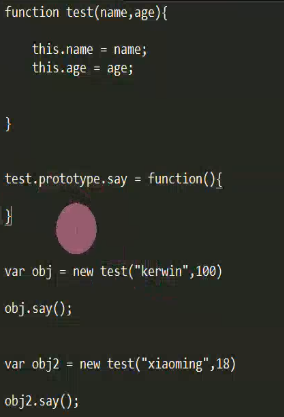 function test(name,age){
this.name = name;
this.age = age;
}
test.prototype.say = function(){
}
var obj = new test("kerwin",100)
obj.say();
var obj2 = new test("xiaoming",18)
obj2.say();